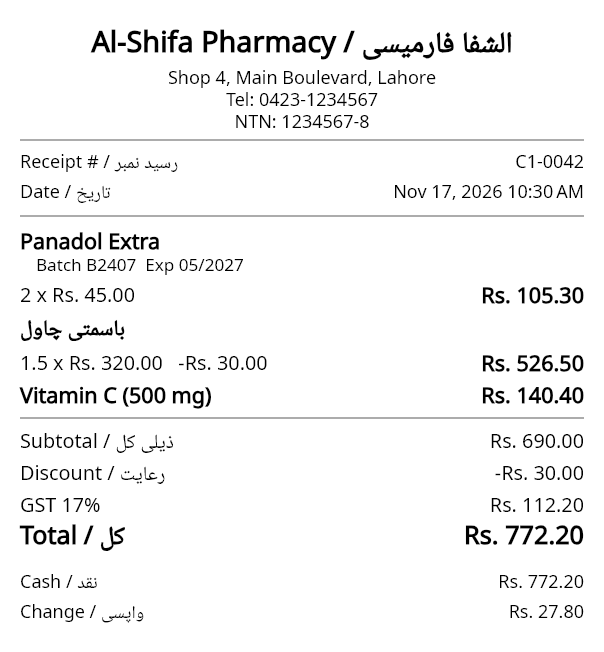 Al-Shifa Pharmacy / الشفا فارمیسی
Shop 4, Main Boulevard, Lahore
Tel: 0423-1234567
NTN: 1234567-8
Receipt # / رسید نمبر C1-0042
Date / تاریخ Nov 17, 2026 10:30 AM
Panadol Extra
Batch B2407 Exp 05/2027
2 x Rs. 45.00 Rs. 105.30
باسمتی چاول
1.5 x Rs. 320.00 -Rs. 30.00 Rs. 526.50
Vitamin C (500 mg) Rs. 140.40
Subtotal / ذیلی کل Rs. 690.00
Discount / رعایت -Rs. 30.00
GST 17% Rs. 112.20
Total / کل Rs. 772.20
Cash / نقد Rs. 772.20
Change / واپسی Rs. 27.80